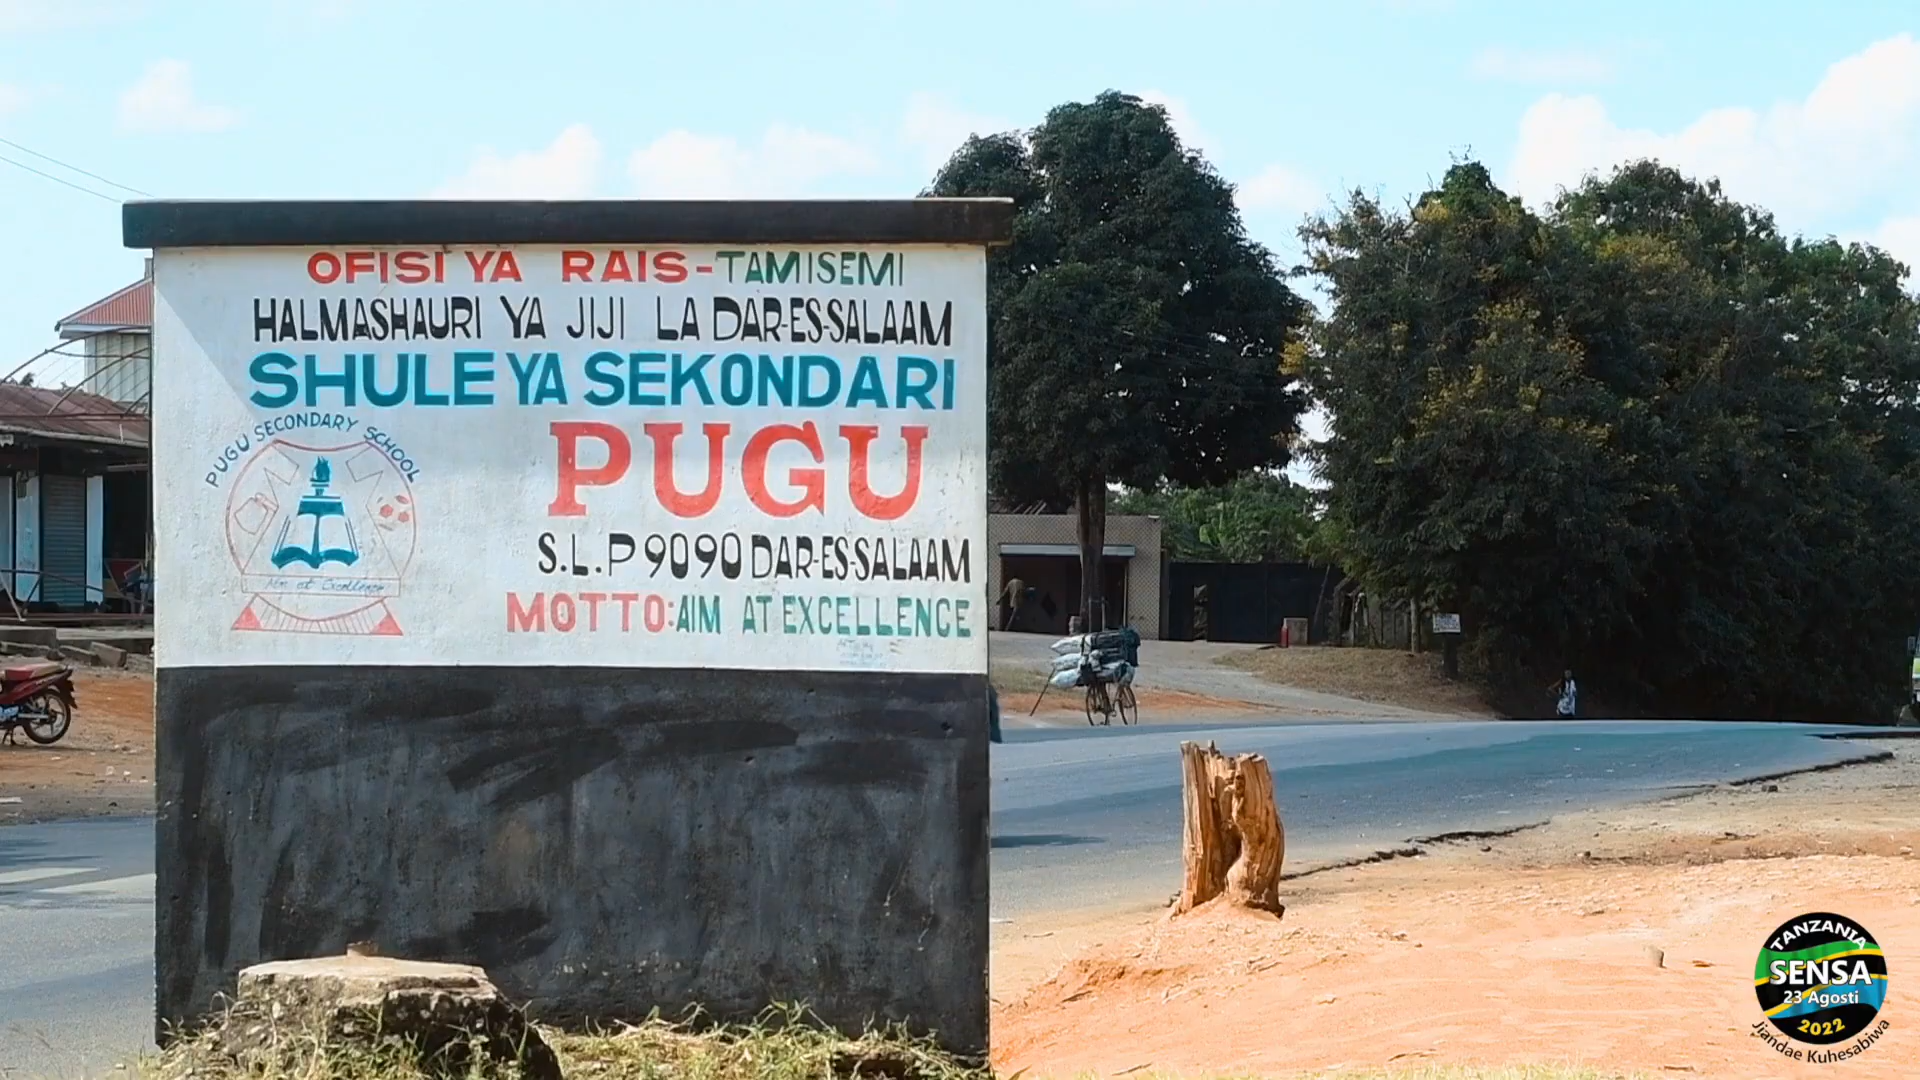 OFISI YA RAIS-TAMISEMI
HALMASHAURI YA JIJI LA DAR-ES-SALAAM
SHULE YA SEKONDARI
PUGU
S.L.P 9090 DAR-ES-SALAAM
MOTTO: AIM AT EXCELLENCE
PUGU SECONDARY SCHOOL
Aim at Excellence
TANZANIA
SENSA
23 Agosti
2022
Jiandae Kuhesabiwa